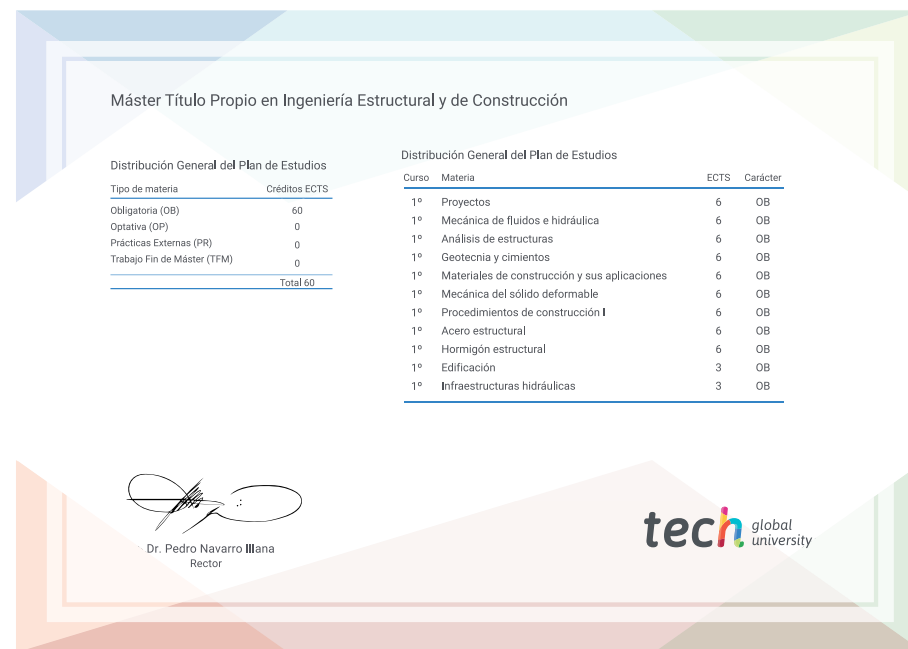 Máster Título Propio en Ingeniería Estructural y de Construcción
Distribución General del Plan de Estudios
Tipo de materia Créditos ECTS
Obligatoria (OB) 60
Optativa (OP) 0
Prácticas Externas (PR) 0
Trabajo Fin de Máster (TFM) 0
Total 60
Distribución General del Plan de Estudios
Curso Materia ECTS Carácter
1º Proyectos 6 OB
1º Mecánica de fluidos e hidráulica 6 OB
1º Análisis de estructuras 6 OB
1º Geotecnia y cimientos 6 OB
1º Materiales de construcción y sus aplicaciones 6 OB
1º Mecánica del sólido deformable 6 OB
1º Procedimientos de construcción I 6 OB
1º Acero estructural 6 OB
1º Hormigón estructural 6 OB
1º Edificación 3 OB
1º Infraestructuras hidráulicas 3 OB
Dr. Pedro Navarro Illana
Rector
tech global
university